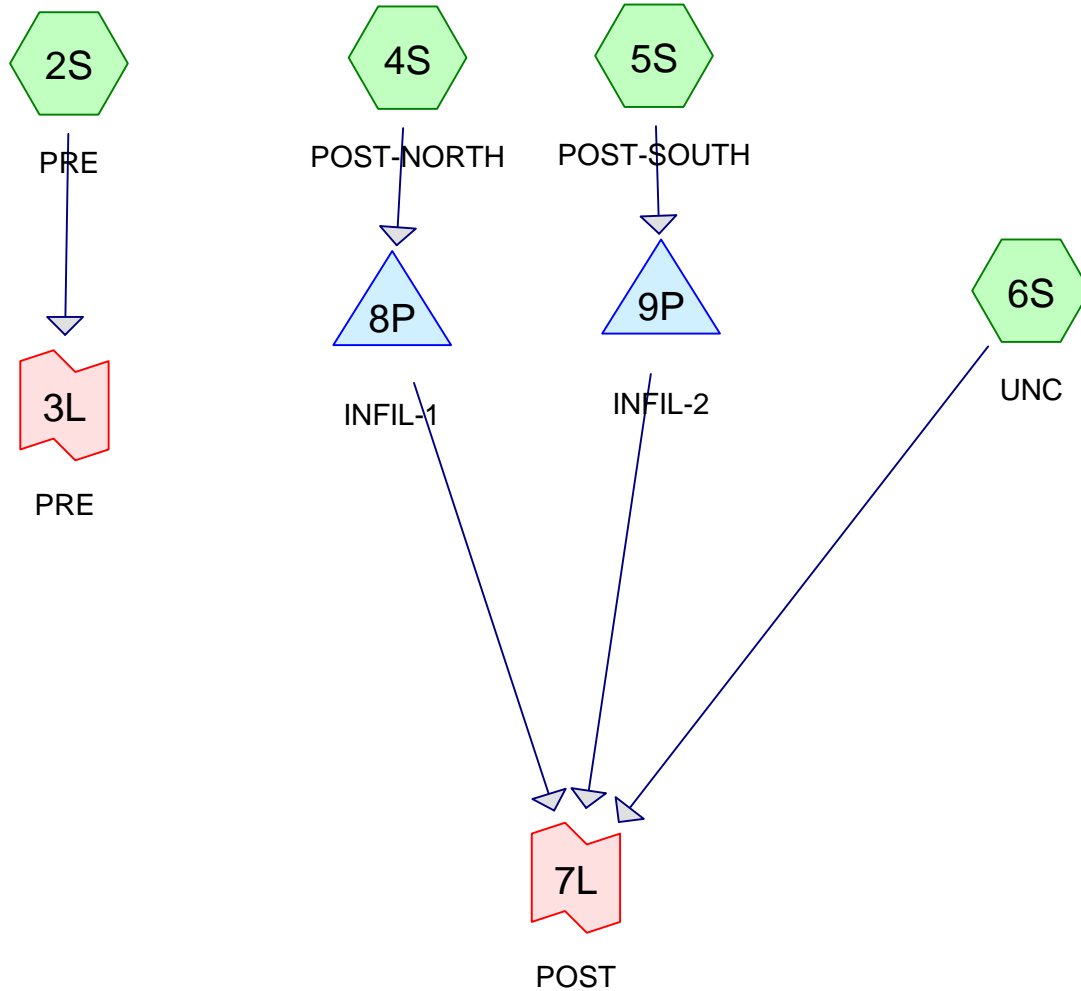 2S
PRE
3L
PRE
4S
POST-NORTH
8P
INFIL-1
5S
POST-SOUTH
9P
INFIL-2
6S
UNC
7L
POST